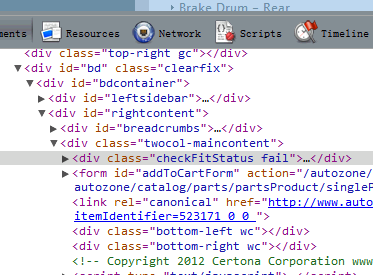 Brake Drum – Rear
ments Resources Network Scripts Timeline
<div class="top-right gc"></div>
▼<div id="bd" class="clearfix">
▼<div id="bdcontainer">
▶<div id="leftsidebar">…</div>
▼<div id="rightcontent">
▶<div id="breadcrumbs">…</div>
▼<div class="twocol-maincontent">
▶<div class="checkFitStatus fail">…</div>
▶<form id="addToCartForm" action="/autozone/
autozone/catalog/parts/partsProduct/singleP
<link rel="canonical" href="http://www.auto
itemIdentifier=523171_0_0_">
<div class="bottom-left wc"></div>
<div class="bottom-right wc"></div>
<!-- Copyright 2012 Certona Corporation www